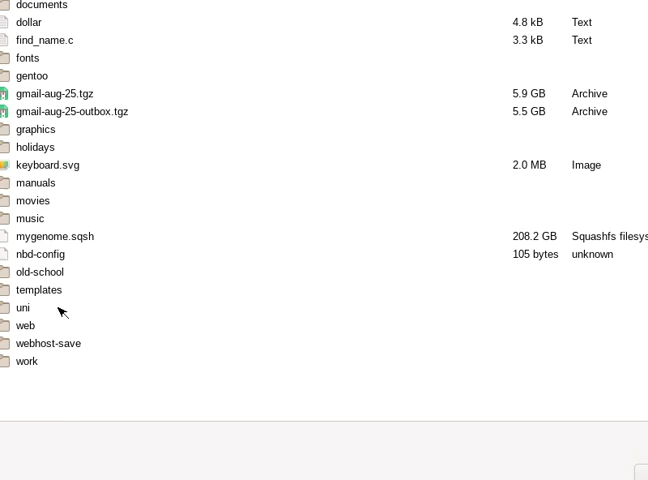 documents
dollar 4.8 kB Text
find_name.c 3.3 kB Text
fonts
gentoo
gmail-aug-25.tgz 5.9 GB Archive
gmail-aug-25-outbox.tgz 5.5 GB Archive
graphics
holidays
keyboard.svg 2.0 MB Image
manuals
movies
music
mygenome.sqsh 208.2 GB Squashfs filesys
nbd-config 105 bytes unknown
old-school
templates
uni
web
webhost-save
work